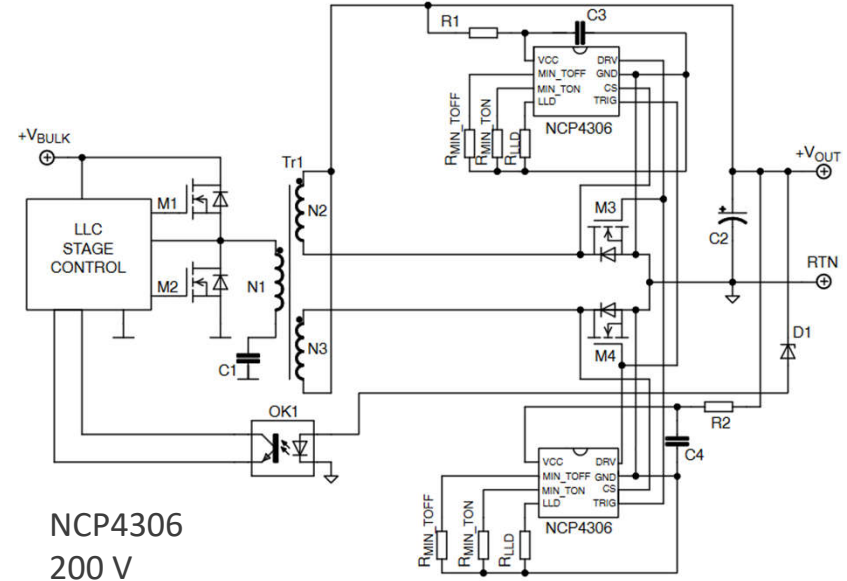 R1
C3
VCC DRV
MIN_TOFF GND
MIN_TON CS
LLD TRIG
NCP4306
RMIN_TOFF
RMIN_TON
RLLD
+VBULK
Tr1
+VOUT
M1
N2
M3
+
C2
LLC
STAGE
CONTROL
RTN
M2
N1
D1
N3
M4
C1
OK1
R2
C4
VCC DRV
MIN_TOFF GND
MIN_TON CS
LLD TRIG
NCP4306
RMIN_TOFF
RMIN_TON
RLLD
NCP4306
200 V